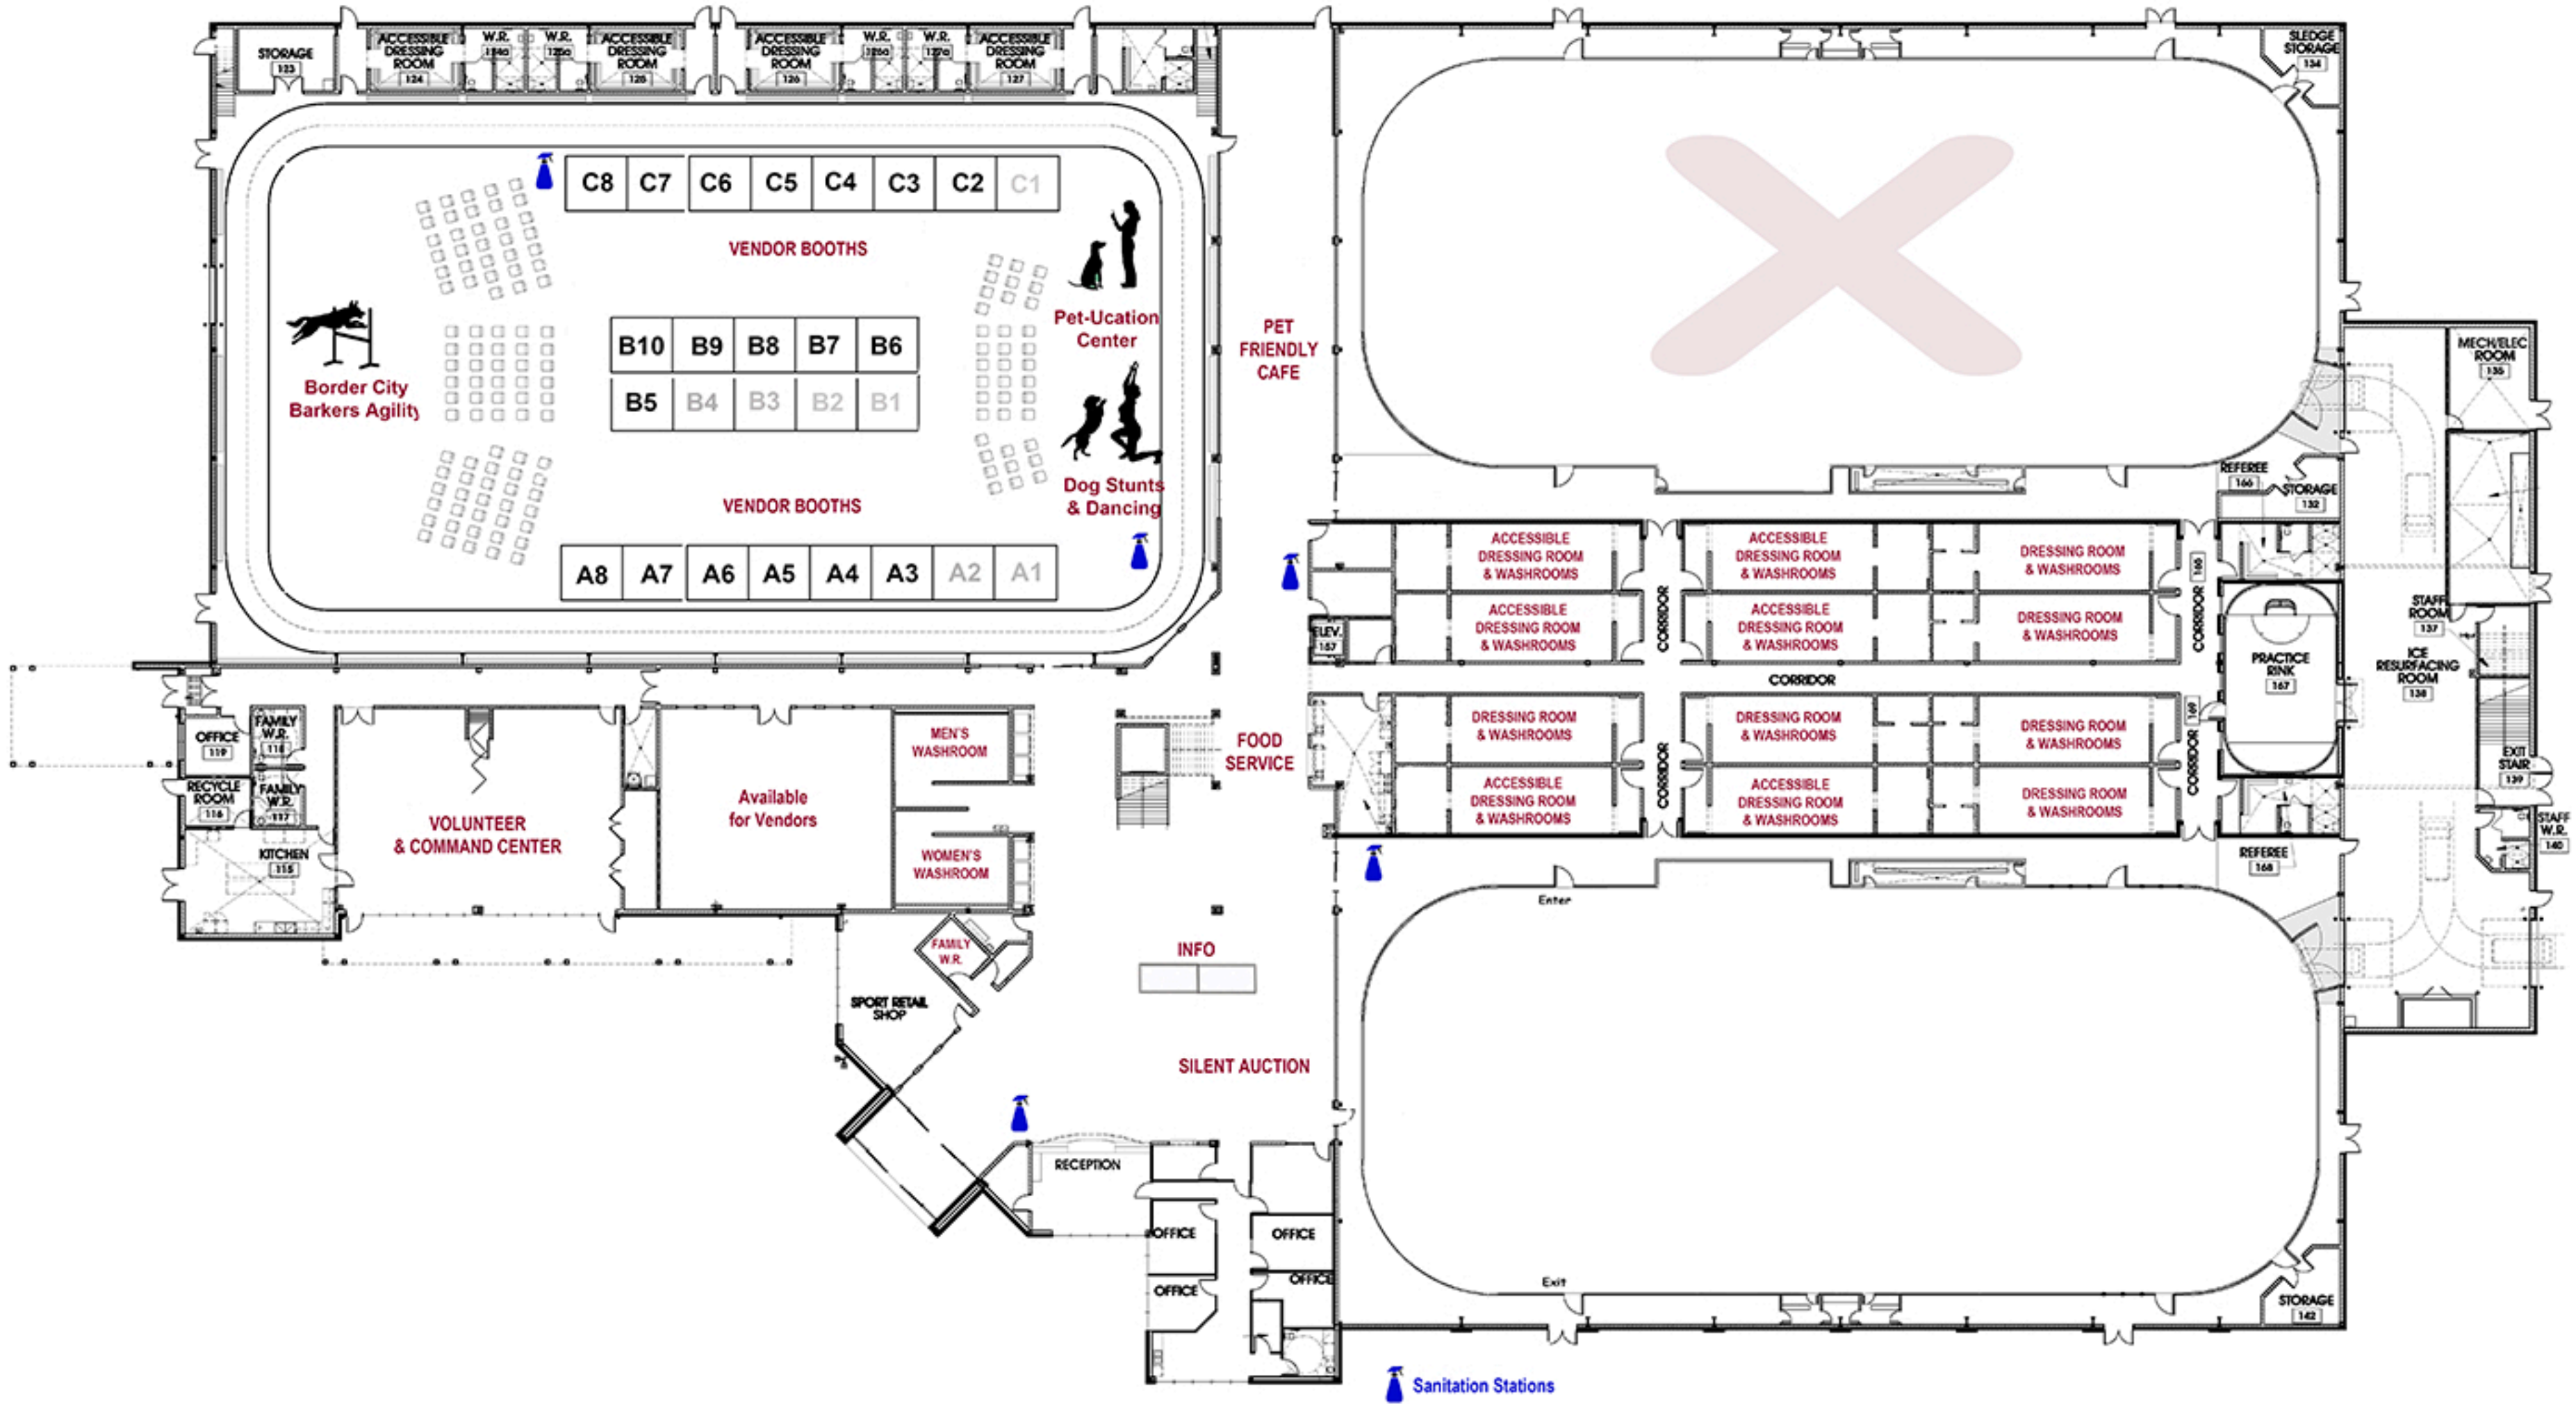 STORAGE
123
ACCESSIBLE
DRESSING
ROOM
124
W.R.
124a
W.R.
125a
ACCESSIBLE
DRESSING
ROOM
125
ACCESSIBLE
DRESSING
ROOM
126
W.R.
126a
W.R.
127a
ACCESSIBLE
DRESSING
ROOM
127
SLEDGE
STORAGE
134
C8 C7 C6 C5 C4 C3 C2 C1
VENDOR BOOTHS
Pet-Ucation
Center
Border City
Barkers Agility
B10 B9 B8 B7 B6
B5 B4 B3 B2 B1
PET
FRIENDLY
CAFE
VENDOR BOOTHS
Dog Stunts
& Dancing
A8 A7 A6 A5 A4 A3 A2 A1
MECH/ELEC
ROOM
135
REFEREE
166
STORAGE
132
ACCESSIBLE
DRESSING ROOM
& WASHROOMS
ACCESSIBLE
DRESSING ROOM
& WASHROOMS
DRESSING ROOM
& WASHROOMS
ACCESSIBLE
DRESSING ROOM
& WASHROOMS
ACCESSIBLE
DRESSING ROOM
& WASHROOMS
DRESSING ROOM
& WASHROOMS
CORRIDOR
CORRIDOR
165
ELEV.
157
CORRIDOR
PRACTICE
RINK
167
STAFF
ROOM
137
ICE
RESURFACING
ROOM
138
DRESSING ROOM
& WASHROOMS
DRESSING ROOM
& WASHROOMS
DRESSING ROOM
& WASHROOMS
ACCESSIBLE
DRESSING ROOM
& WASHROOMS
ACCESSIBLE
DRESSING ROOM
& WASHROOMS
DRESSING ROOM
& WASHROOMS
CORRIDOR
CORRIDOR
169
EXIT
STAIR
139
STAFF
W.R.
140
REFEREE
168
OFFICE
119
FAMILY
W.R.
118
RECYCLE
ROOM
116
FAMILY
W.R.
117
KITCHEN
115
VOLUNTEER
& COMMAND CENTER
Available
for Vendors
MEN'S
WASHROOM
WOMEN'S
WASHROOM
FOOD
SERVICE
FAMILY
W.R.
INFO
SPORT RETAIL
SHOP
SILENT AUCTION
Enter
RECEPTION
OFFICE
OFFICE
OFFICE
OFFICE
Exit
STORAGE
142
Sanitation Stations